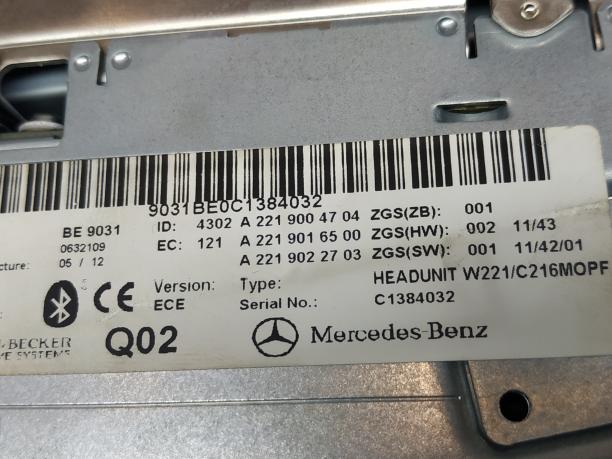 9031BE0C1384032
BE 9031 ID: 4302 A 221 900 47 04 ZGS(ZB): 001
0632109 EC: 121 A 221 901 65 00 ZGS(HW): 002 11/43
cture: 05 / 12 A 221 902 27 03 ZGS(SW): 001 11/42/01
Version: Type: HEADUNIT W221/C216MOPF
CE ECE Serial No.: C1384032
BECKER Q02 Mercedes-Benz
SYSTEMS